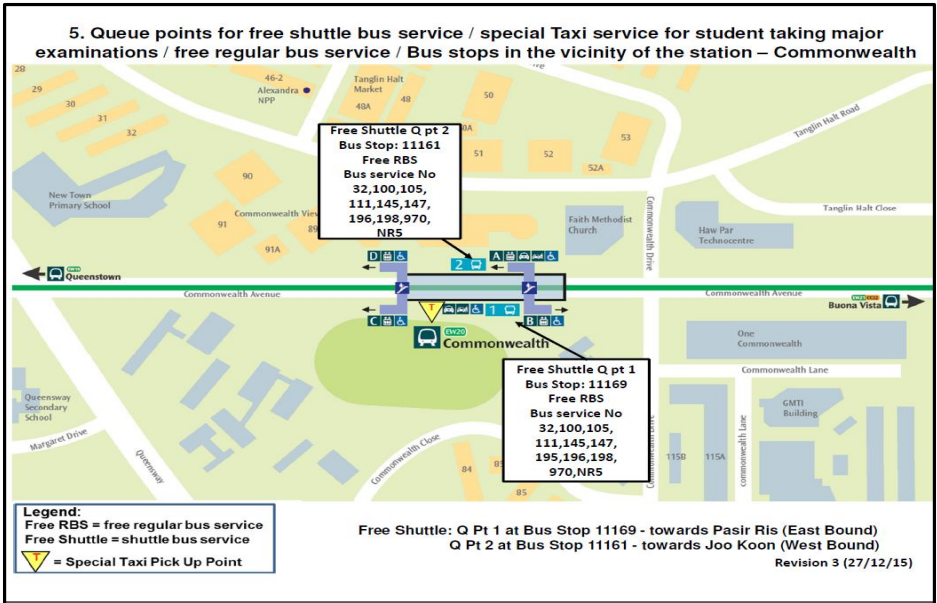 5. Queue points for free shuttle bus service / special Taxi service for student taking major
examinations / free regular bus service / Bus stops in the vicinity of the station – Commonwealth
28
29
30
31
32
46-2
Alexandra
NPP
Tanglin Halt
Market
48A
48
50
51
52
52A
53
Tanglin Halt Road
Tanglin Halt Close
New Town
Primary School
90
91
91A
Commonwealth View
89
Free Shuttle Q pt 2
Bus Stop: 11161
Free RBS
Bus service No
32,100,105,
111,145,147,
196,198,970,
NR5
Faith Methodist
Church
Commonwealth Drive
Haw Par
Technocentre
D
2
A
EW19
Queenstown
Commonwealth Avenue
Commonwealth Avenue
EW21 CC22
Buona Vista
C
T
1
B
EW20
Commonwealth
One
Commonwealth
Commonwealth Lane
Free Shuttle Q pt 1
Bus Stop: 11169
Free RBS
Bus service No
32,100,105,
111,145,147,
195,196,198,
970,NR5
Queensway
Secondary
School
Margaret Drive
Queensway
Commonwealth Close
84
85
115B
115A
commonwealth Lane
GMTI
Building
Legend:
Free RBS = free regular bus service
Free Shuttle = shuttle bus service
T = Special Taxi Pick Up Point
Free Shuttle: Q Pt 1 at Bus Stop 11169 - towards Pasir Ris (East Bound)
Q Pt 2 at Bus Stop 11161 - towards Joo Koon (West Bound)
Revision 3 (27/12/15)